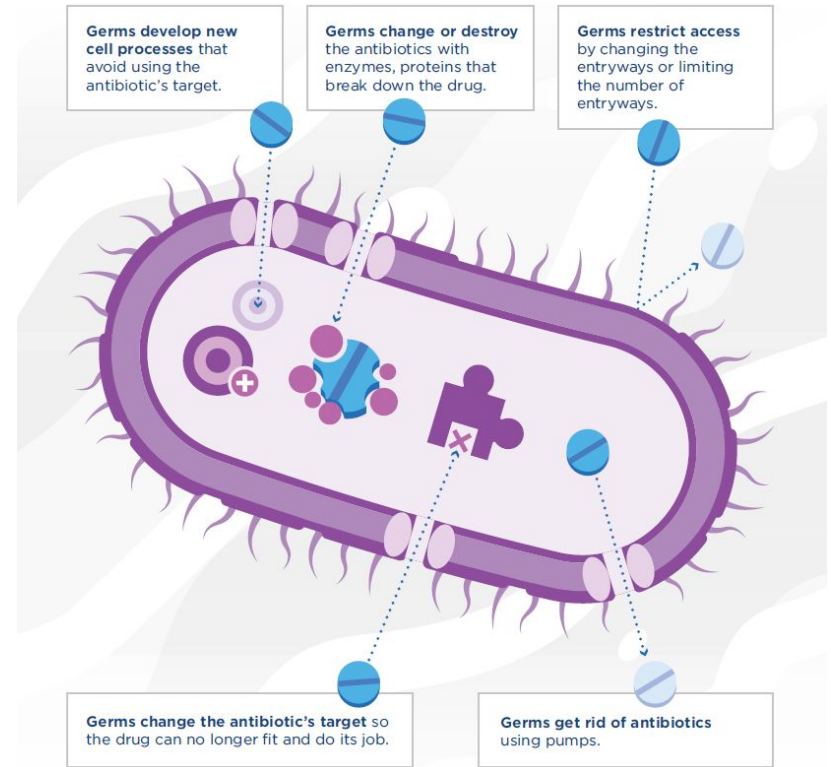 Germs develop new
cell processes that
avoid using the
antibiotic's target.
Germs change or destroy
the antibiotics with
enzymes, proteins that
break down the drug.
Germs restrict access
by changing the
entryways or limiting
the number of
entryways.
Germs change the antibiotic's target so
the drug can no longer fit and do its job.
Germs get rid of antibiotics
using pumps.